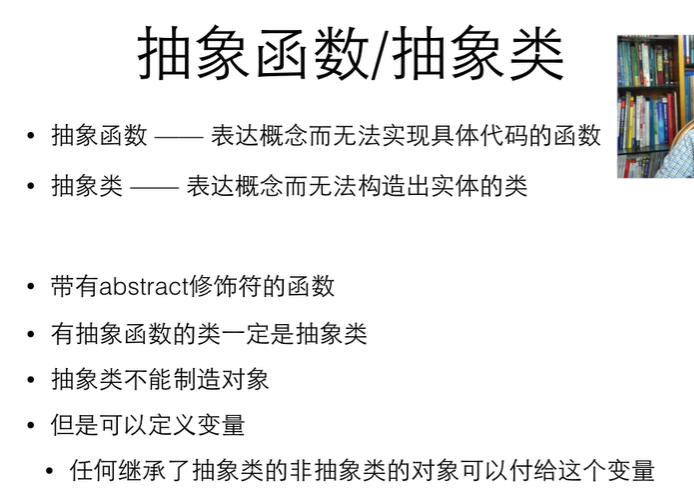 抽象函数/抽象类
• 抽象函数 —— 表达概念而无法实现具体代码的函数
• 抽象类 —— 表达概念而无法构造出实体的类
• 带有abstract修饰符的函数
• 有抽象函数的类一定是抽象类
• 抽象类不能制造对象
• 但是可以定义变量
• 任何继承了抽象类的非抽象类的对象可以付给这个变量